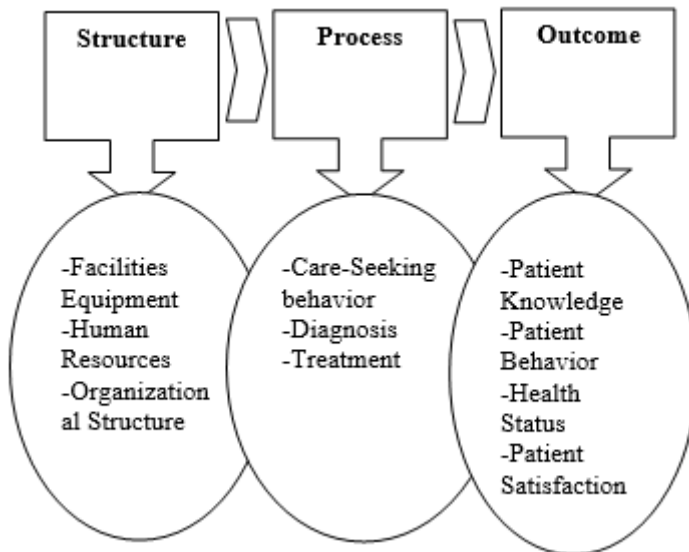 Structure
Process
Outcome
-Facilities
Equipment
-Human
Resources
-Organization
al Structure
-Care-Seeking
behavior
-Diagnosis
-Treatment
-Patient
Knowledge
-Patient
Behavior
-Health
Status
-Patient
Satisfaction